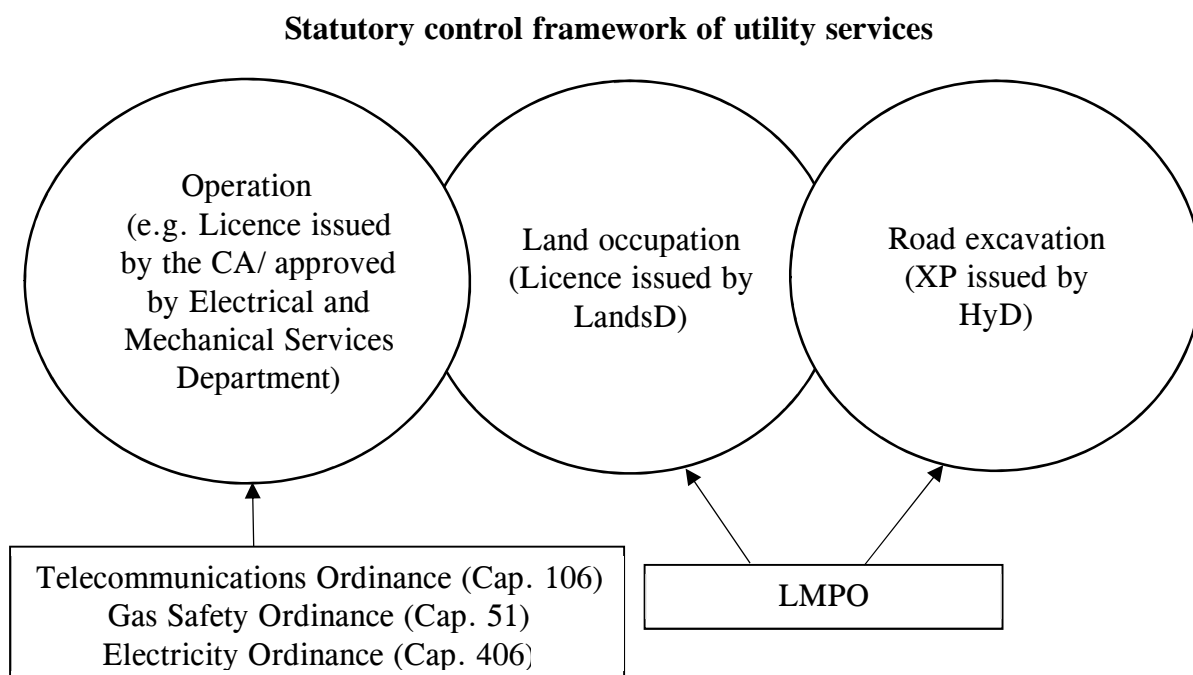 Statutory control framework of utility services
Operation
(e.g. Licence issued
by the CA/ approved
by Electrical and
Mechanical Services
Department)
Land occupation
(Licence issued by
LandsD)
Road excavation
(XP issued by
HyD)
Telecommunications Ordinance (Cap. 106)
Gas Safety Ordinance (Cap. 51)
Electricity Ordinance (Cap. 406)
LMPO